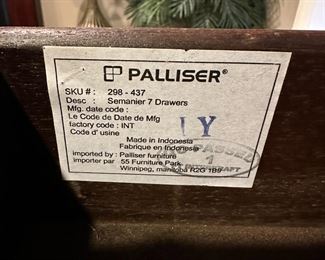 PALLISER®
SKU # : 298 - 437
Desc : Semanier 7 Drawers
Mfg. date code :
Le Code de Date de Mfg
factory code : INT
Code d' usine
I Y
Made in Indonesia
Fabrique en Indonesie
PASSED
1
imported by : Palliser furniture
importer par 55 Furniture Park
Winnipeg, manitoba R2G 1B9